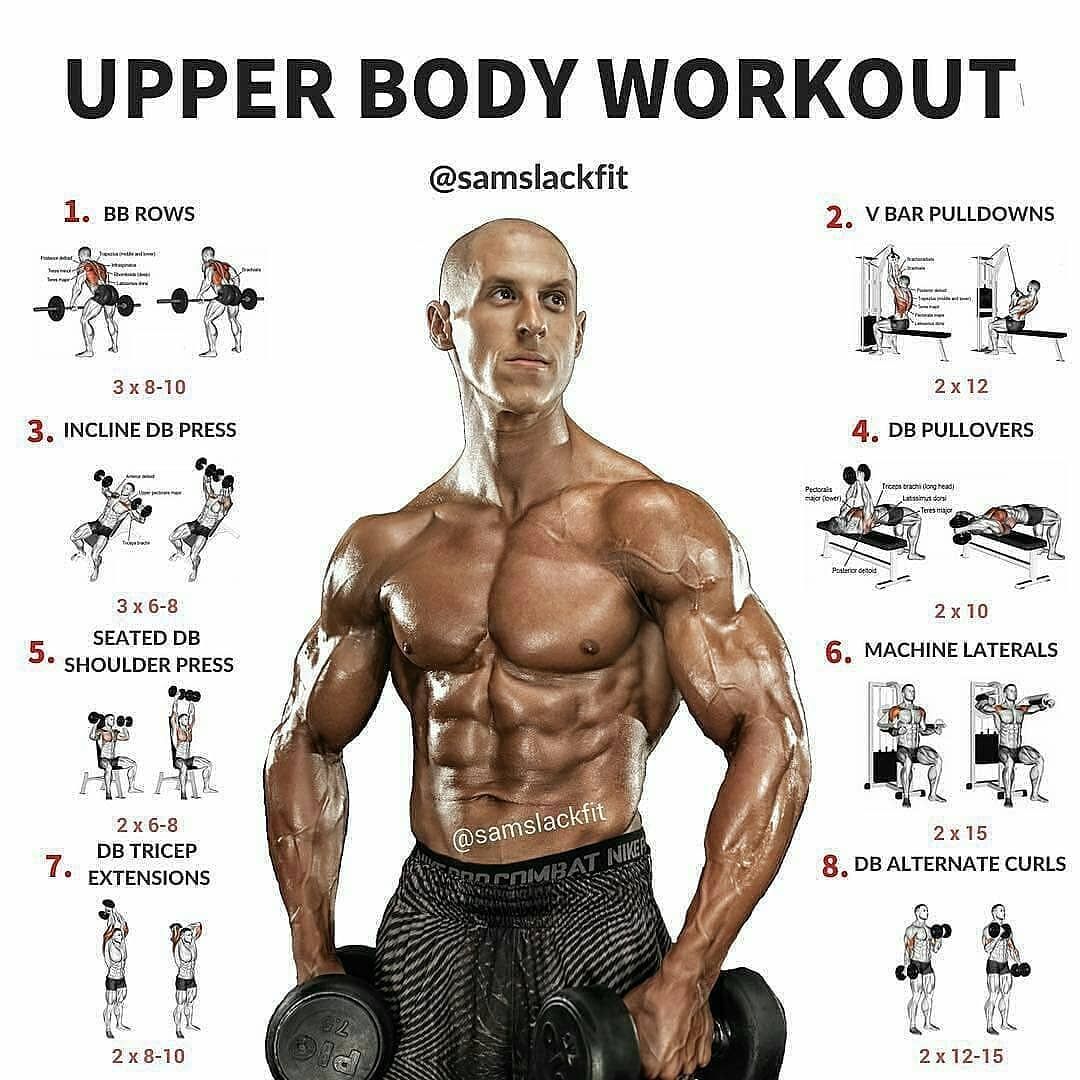 UPPER BODY WORKOUT
@samslackfit
1. BB ROWS
Posterior deltoid
Teres minor
Teres major
Trapezius (middle and lower)
Infraspinatus
Rhomboids (deep)
Latissimus dorsi
Brachialis
3 x 8-10
2. V BAR PULLDOWNS
Brachioradialis
Brachialis
Posterior deltoid
Trapezius (middle and lower)
Teres major
Pectoralis major
Latissimus dorsi
2 x 12
3. INCLINE DB PRESS
Anterior deltoid
Upper pectoralis major
Triceps brachii
3 x 6-8
4. DB PULLOVERS
Pectoralis
major (lower)
Triceps brachii (long head)
Latissimus dorsi
Teres major
Posterior deltoid
2 x 10
5. SEATED DB
SHOULDER PRESS
2 x 6-8
6. MACHINE LATERALS
2 x 15
7. DB TRICEP
EXTENSIONS
2 x 8-10
8. DB ALTERNATE CURLS
2 x 12-15
@samslackfit
PRO COMBAT NIKE